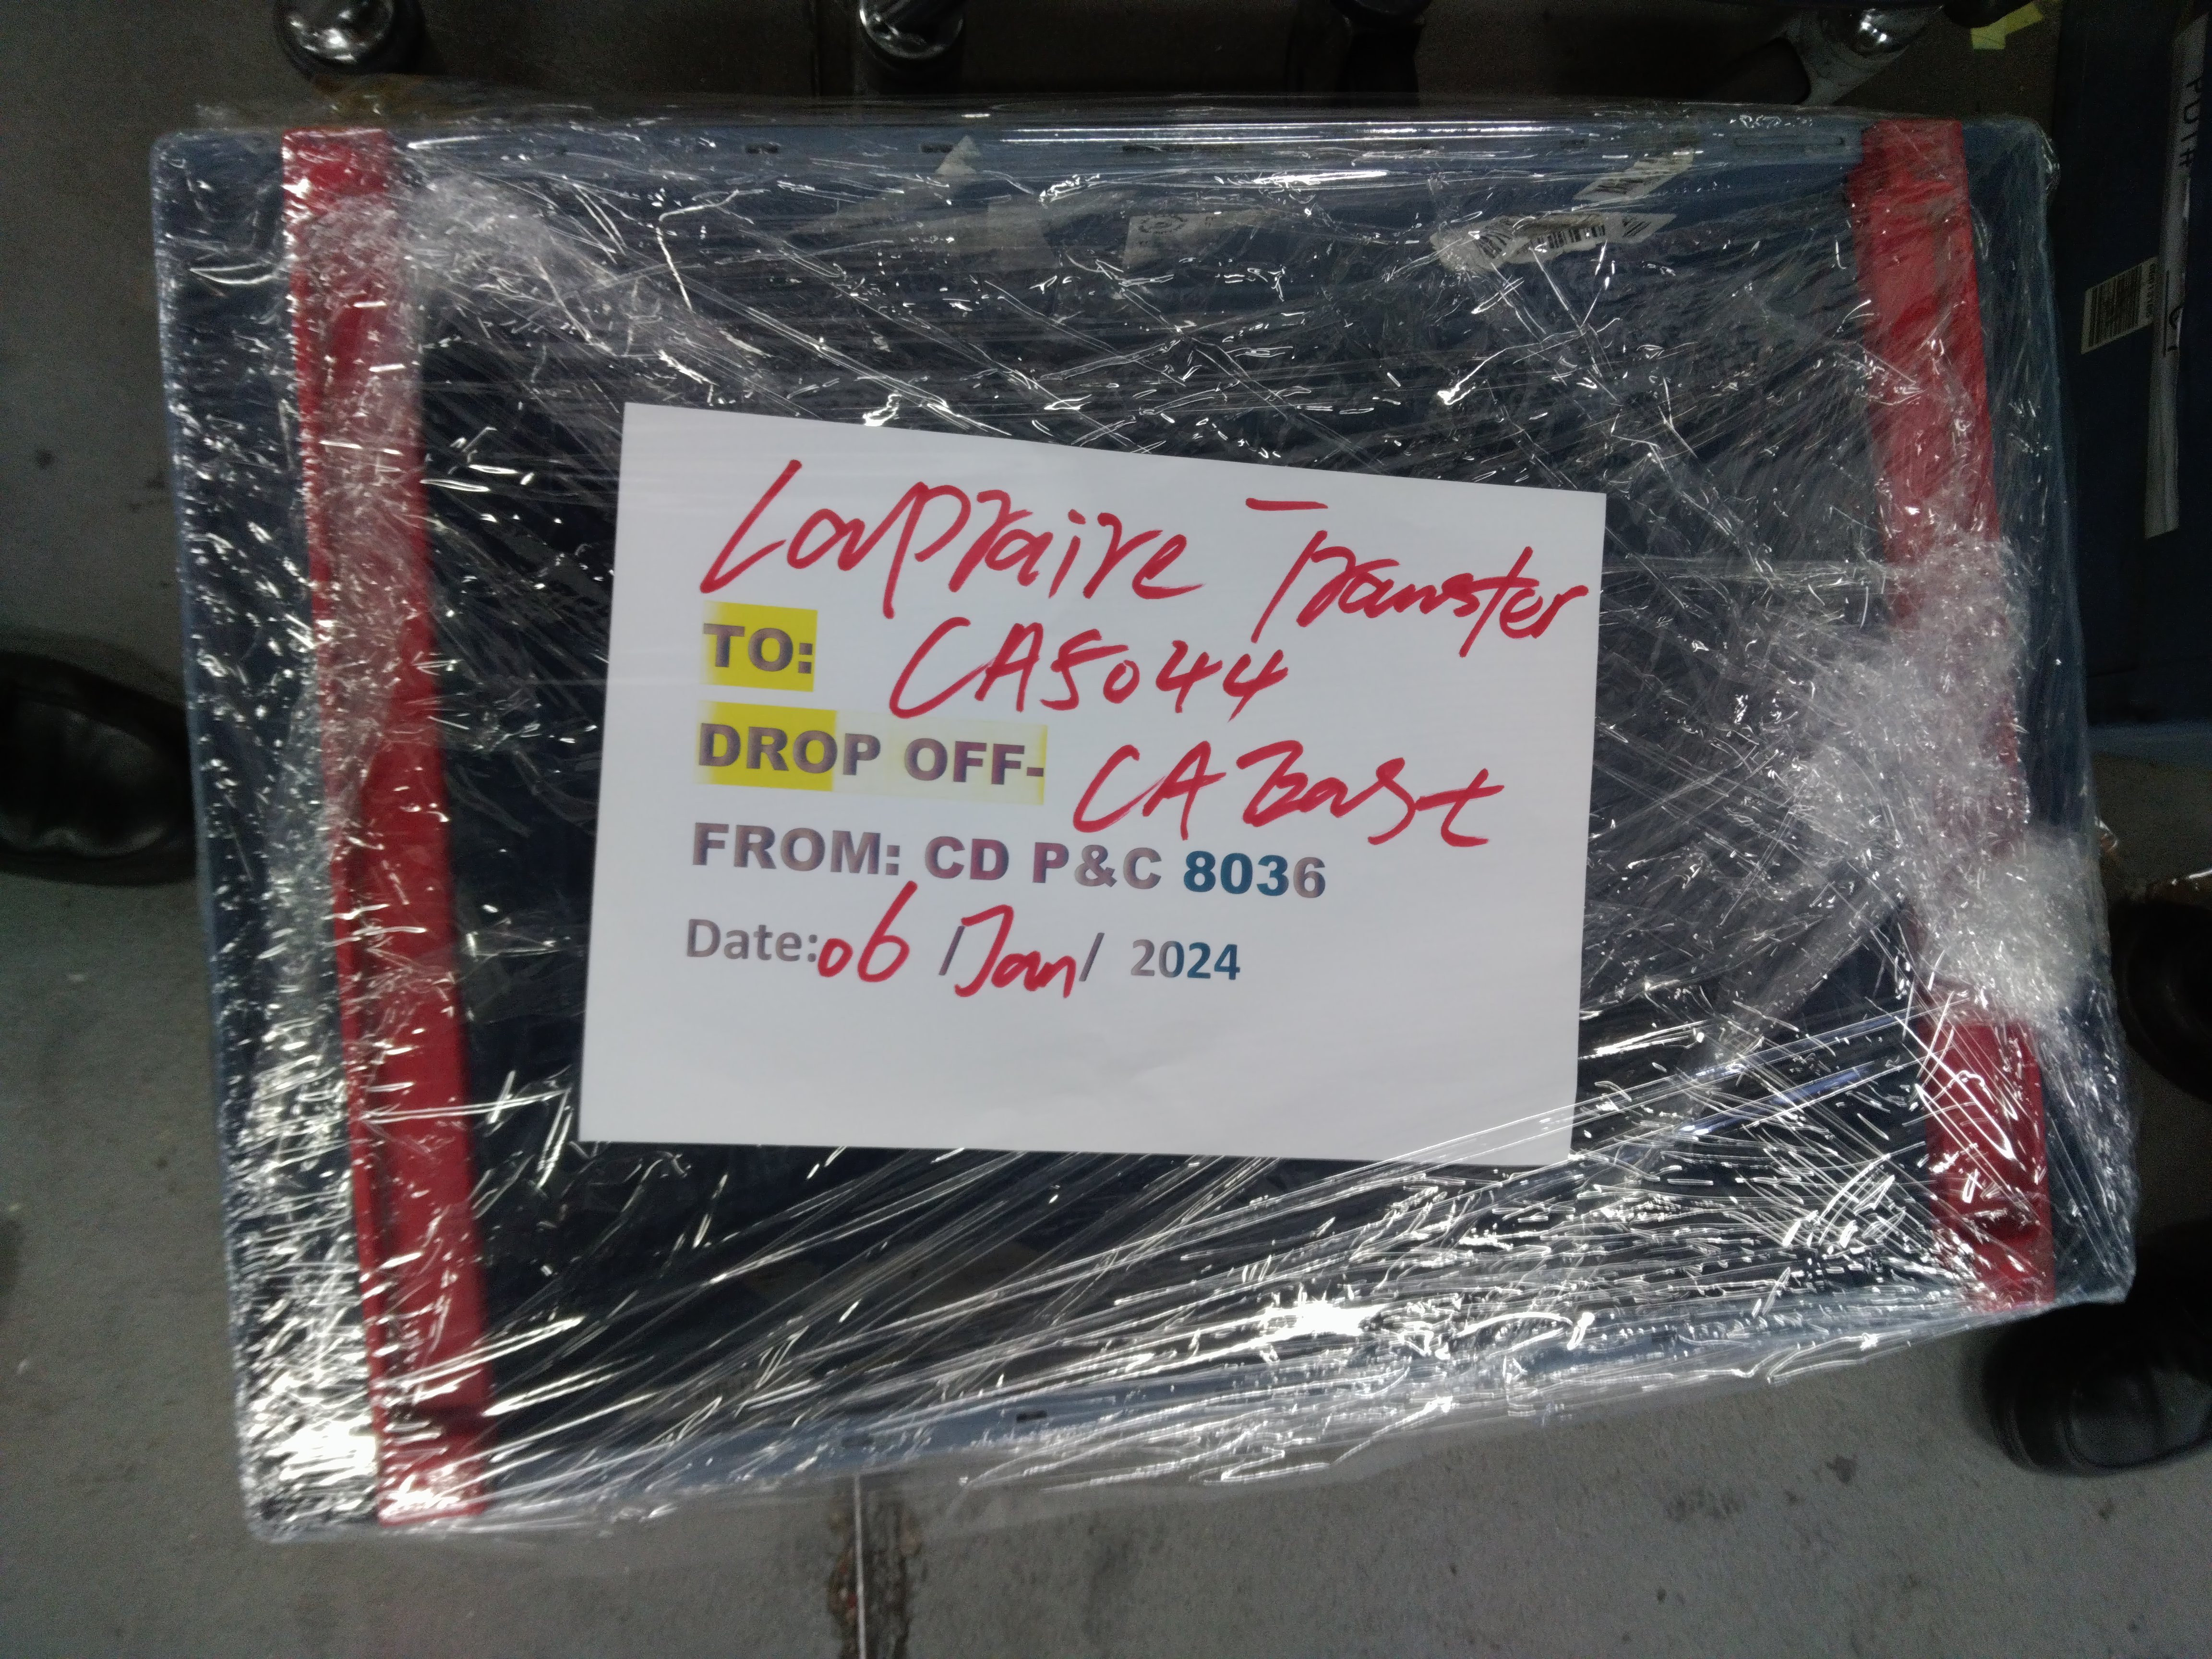 Lapraire Transfer
TO: CA5044
DROP OFF- CA East
FROM: CD P&C 8036
Date:06 /Jan/ 2024